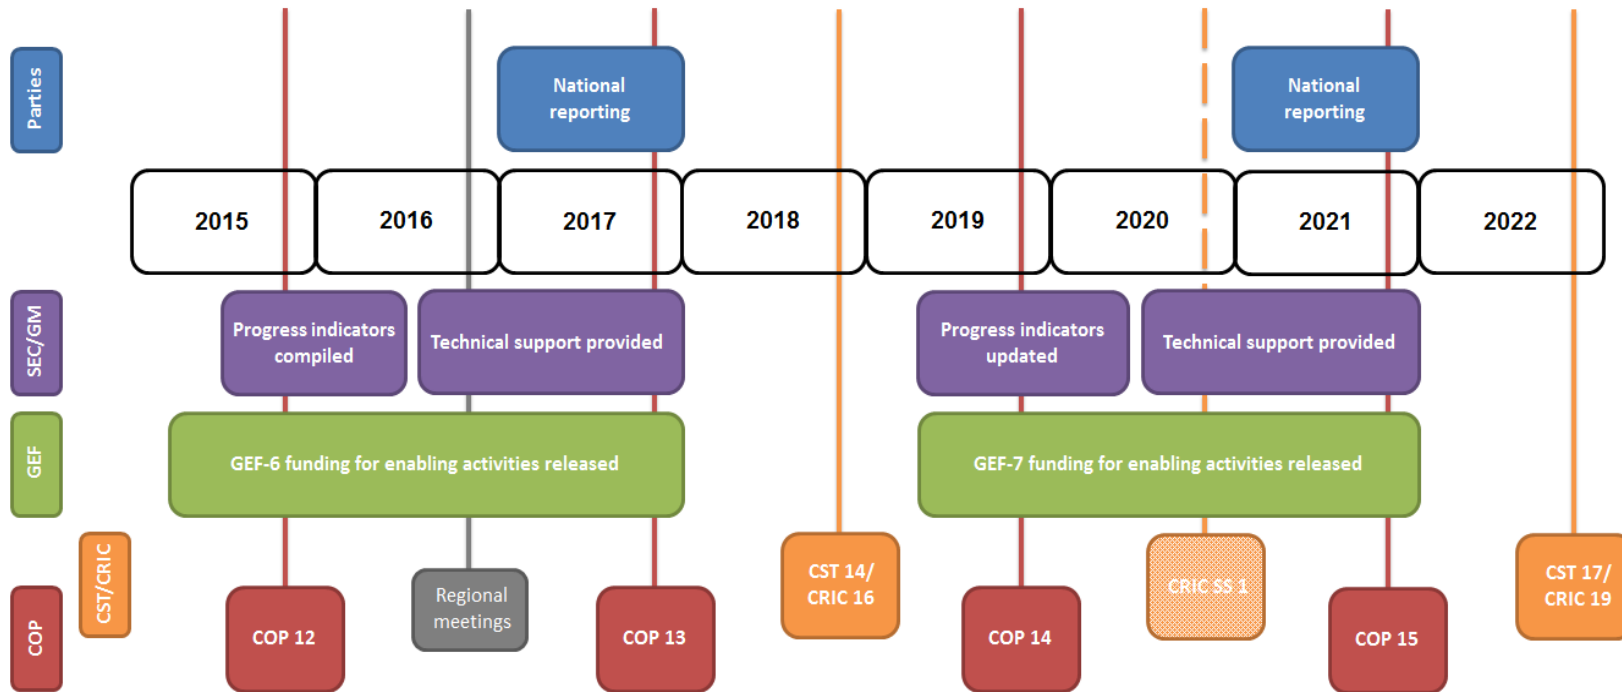 Parties
National
reporting
National
reporting
2015
2016
2017
2018
2019
2020
2021
2022
SEC/GM
Progress indicators
compiled
Technical support provided
Progress indicators
updated
Technical support provided
GEF
GEF-6 funding for enabling activities released
GEF-7 funding for enabling activities released
CST/CRIC
CST 14/
CRIC 16
CRIC SS 1
CST 17/
CRIC 19
COP
COP 12
Regional
meetings
COP 13
COP 14
COP 15